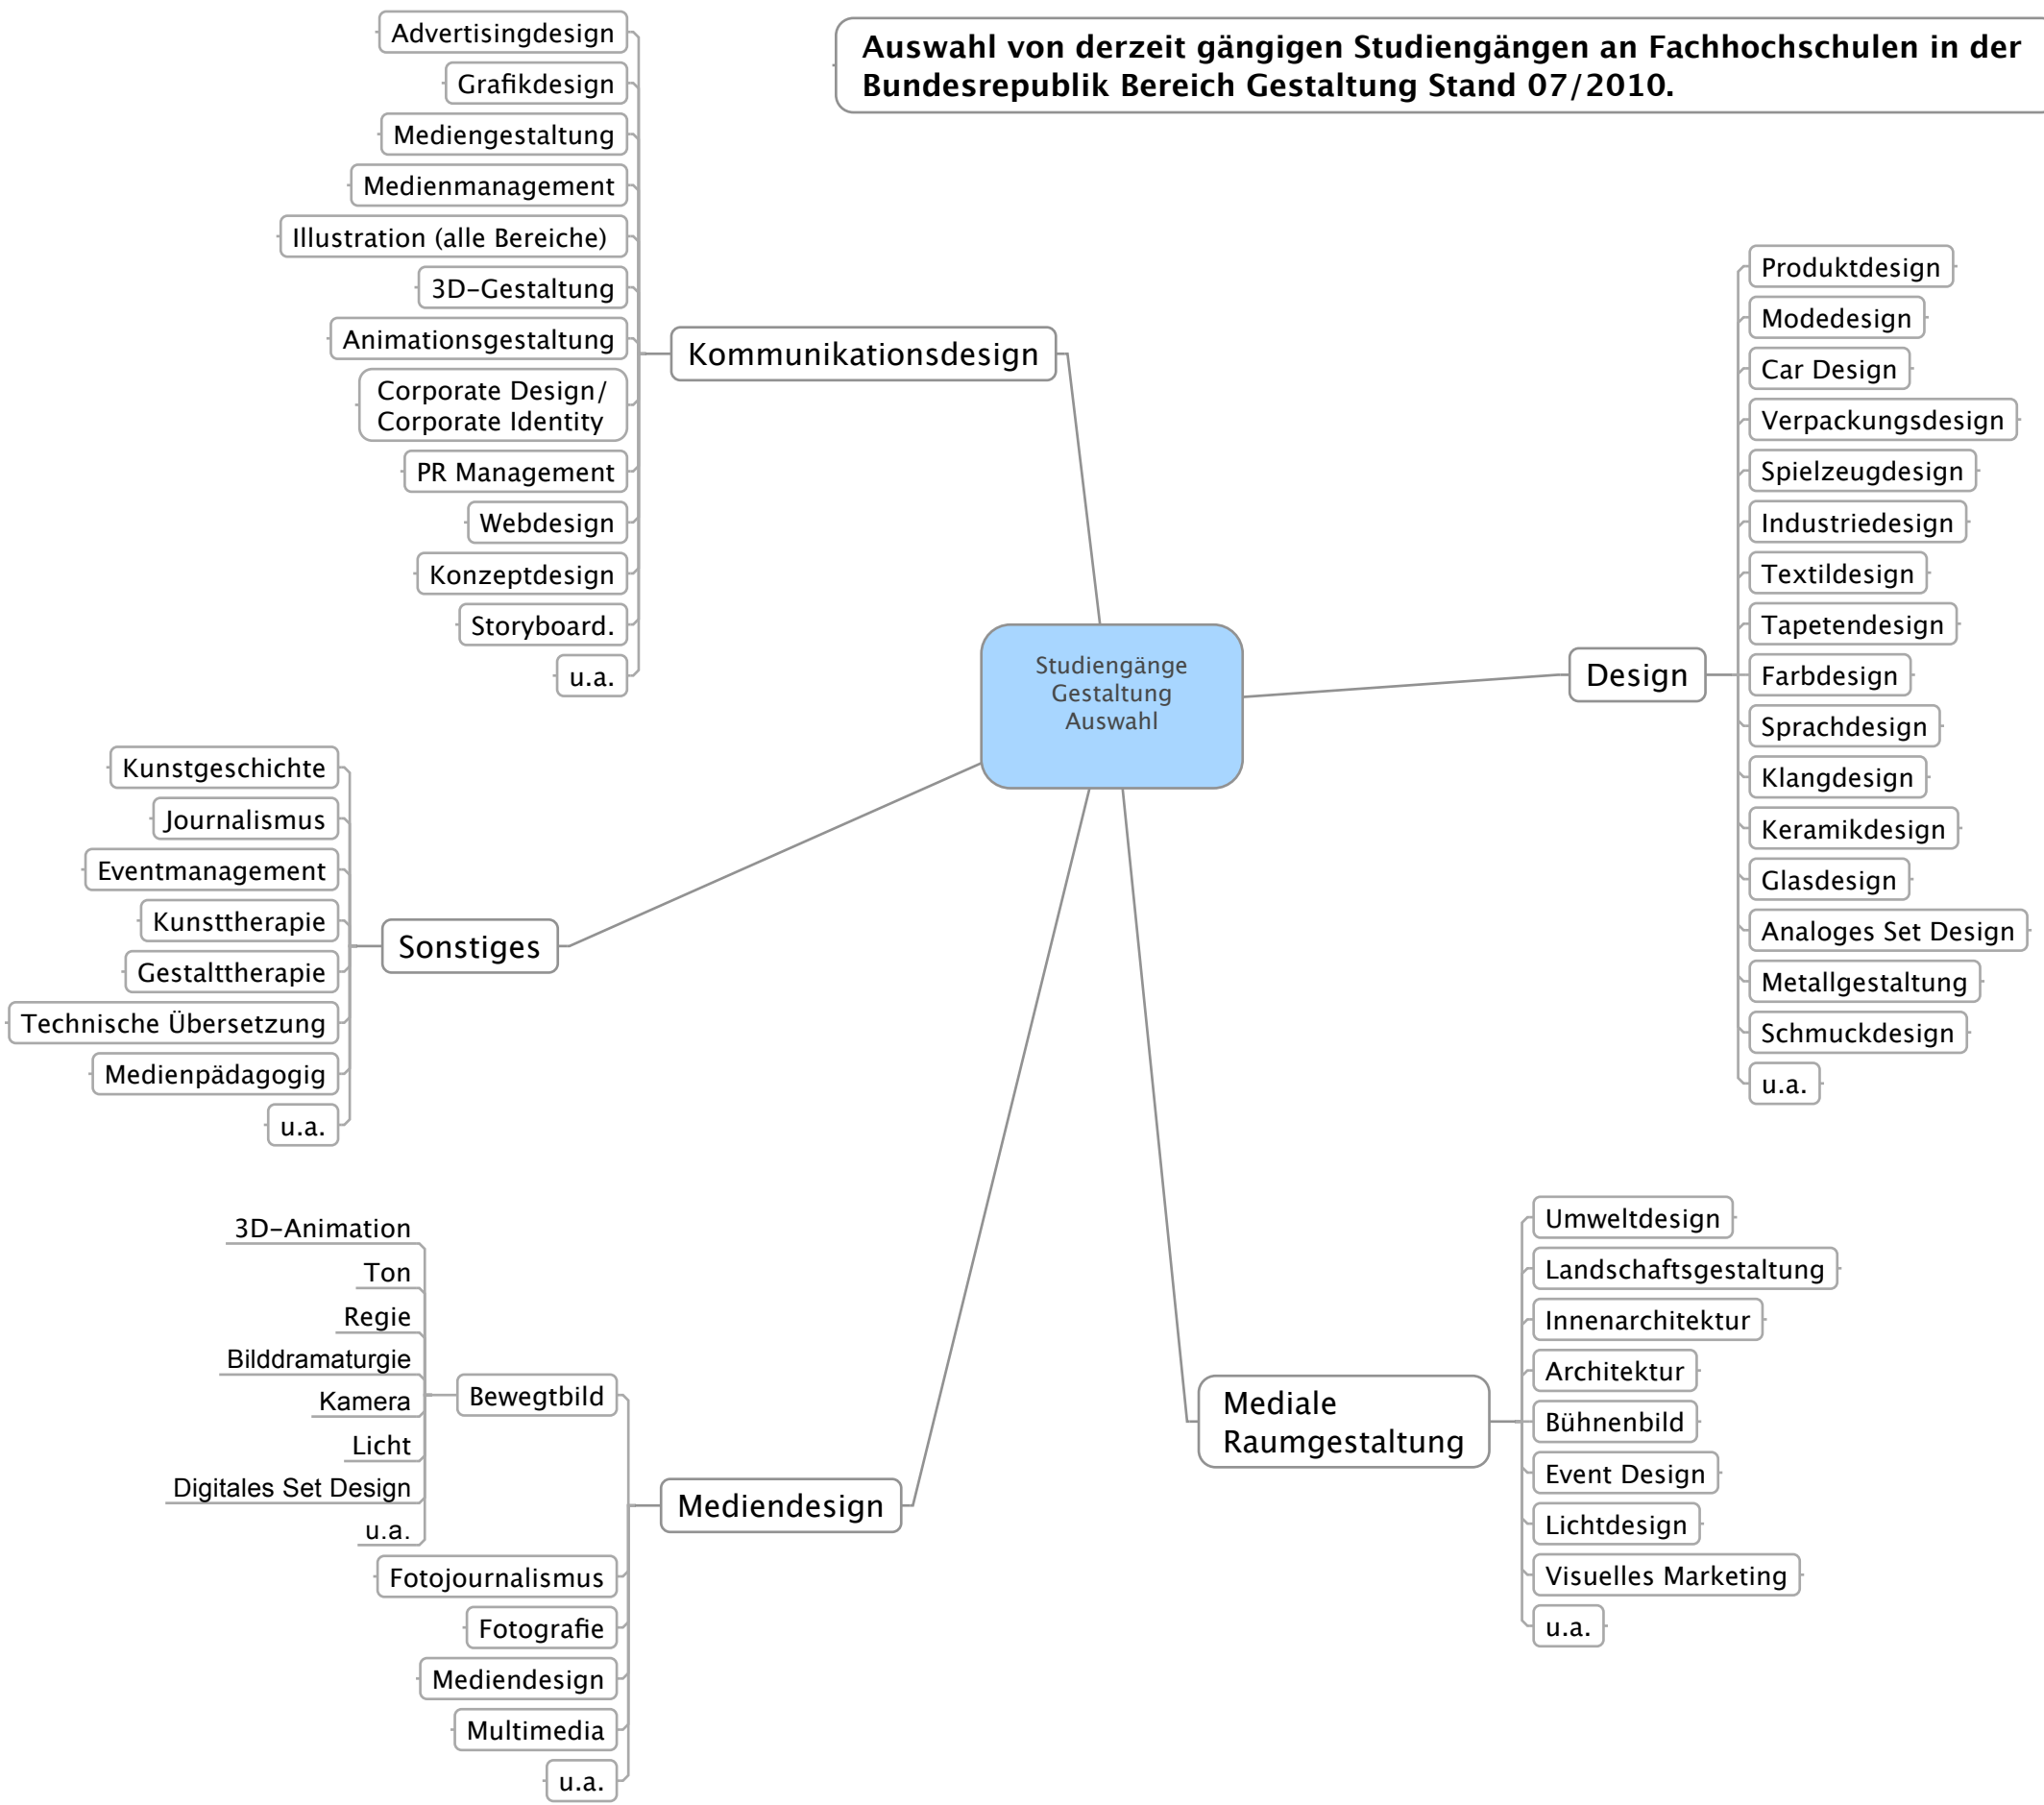 Auswahl von derzeit gängigen Studiengängen an Fachhochschulen in der
Bundesrepublik Bereich Gestaltung Stand 07/2010.
Studiengänge
Gestaltung
Auswahl
Kommunikationsdesign
Advertisingdesign
Grafikdesign
Mediengestaltung
Medienmanagement
Illustration (alle Bereiche)
3D-Gestaltung
Animationsgestaltung
Corporate Design/
Corporate Identity
PR Management
Webdesign
Konzeptdesign
Storyboard.
u.a.
Design
Produktdesign
Modedesign
Car Design
Verpackungsdesign
Spielzeugdesign
Industriedesign
Textildesign
Tapetendesign
Farbdesign
Sprachdesign
Klangdesign
Keramikdesign
Glasdesign
Analoges Set Design
Metallgestaltung
Schmuckdesign
u.a.
Sonstiges
Kunstgeschichte
Journalismus
Eventmanagement
Kunsttherapie
Gestalttherapie
Technische Übersetzung
Medienpädagogig
u.a.
Mediendesign
Bewegtbild
3D-Animation
Ton
Regie
Bilddramaturgie
Kamera
Licht
Digitales Set Design
u.a.
Fotojournalismus
Fotografie
Mediendesign
Multimedia
u.a.
Mediale
Raumgestaltung
Umweltdesign
Landschaftsgestaltung
Innenarchitektur
Architektur
Bühnenbild
Event Design
Lichtdesign
Visuelles Marketing
u.a.